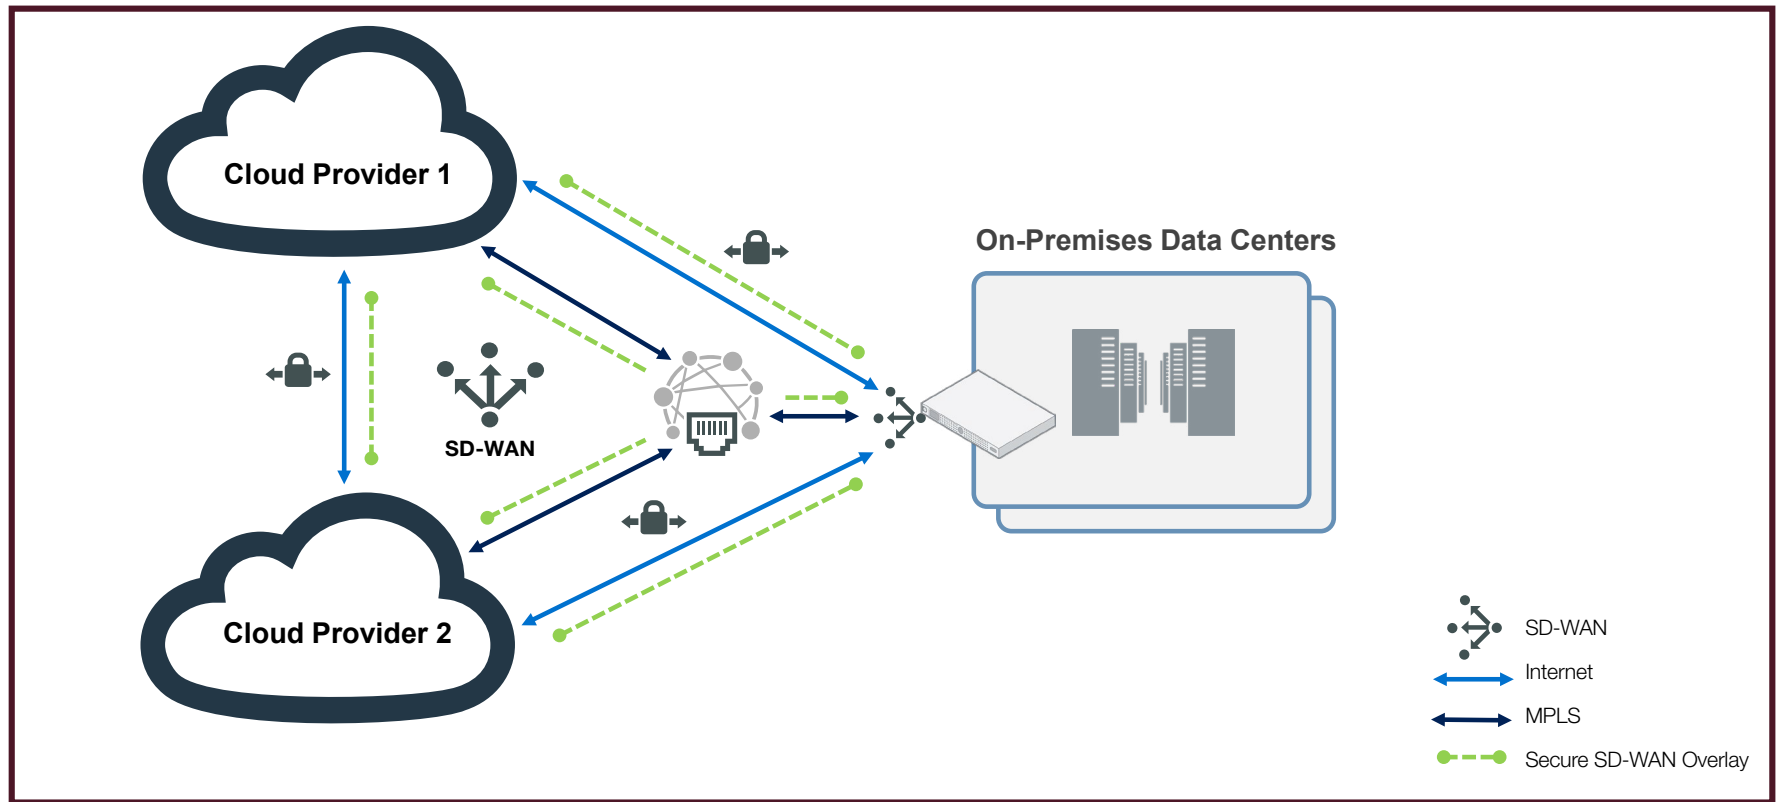 Cloud Provider 1
On-Premises Data Centers
SD-WAN
Cloud Provider 2
SD-WAN
Internet
MPLS
Secure SD-WAN Overlay